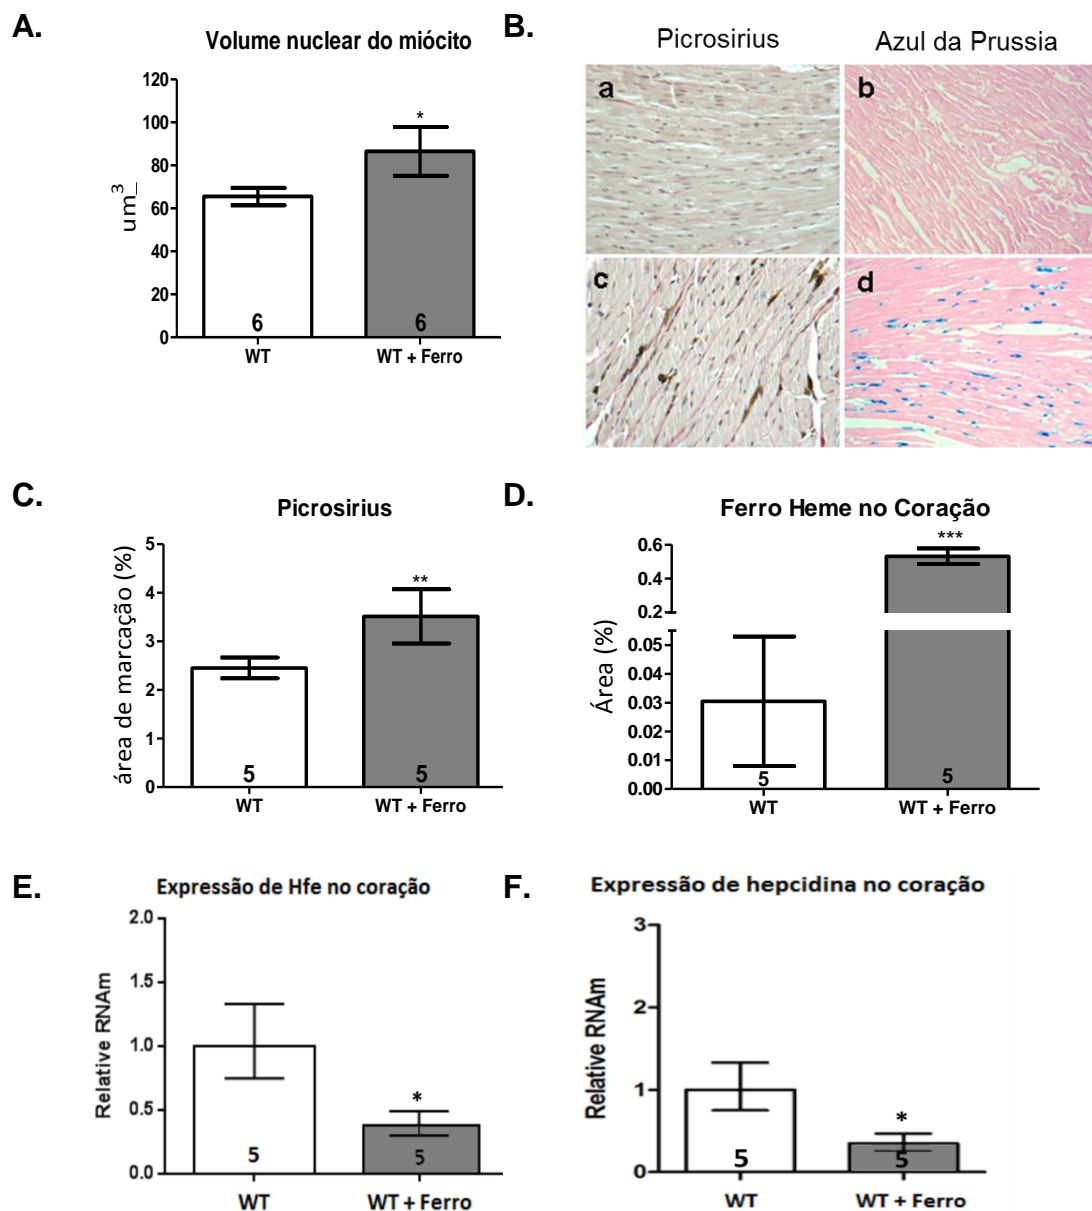 A.
Volume nuclear do miócito
um_³
120
100
80
60
40
20
0
6
6
*
WT
WT + Ferro
B.
Picrosirius
Azul da Prussia
a
b
c
d
C.
Picrosirius
área de marcação (%)
5
4
3
2
1
0
5
5
**
WT
WT + Ferro
D.
Ferro Heme no Coração
Área (%)
0.6
0.4
0.2
0.05
0.04
0.03
0.02
0.01
0.00
5
5
***
WT
WT + Ferro
E.
Expressão de Hfe no coração
Relative RNAm
2.0
1.5
1.0
0.5
0.0
5
5
*
WT
WT + Ferro
F.
Expressão de hepcidina no coração
Relative RNAm
3
2
1
0
5
5
*
WT
WT + Ferro